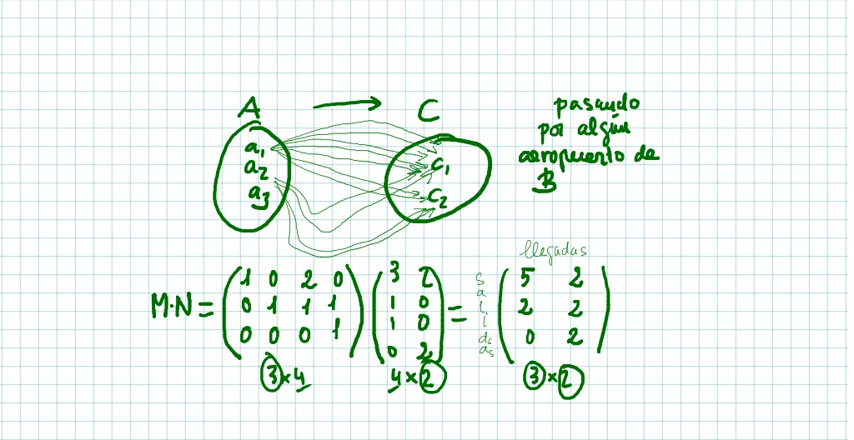 A → C
a₁
a₂
a₃
c₁
c₂
pasando
por algún
aeropuerto de
B
llegadas
salidas
M·N = (1 0 2 0) (3 2) = (5 2)
(0 1 1 1) (1 0) (2 2)
(0 0 0 1) (1 0) (0 2)
(0 2)
3×4 4×2 3×2